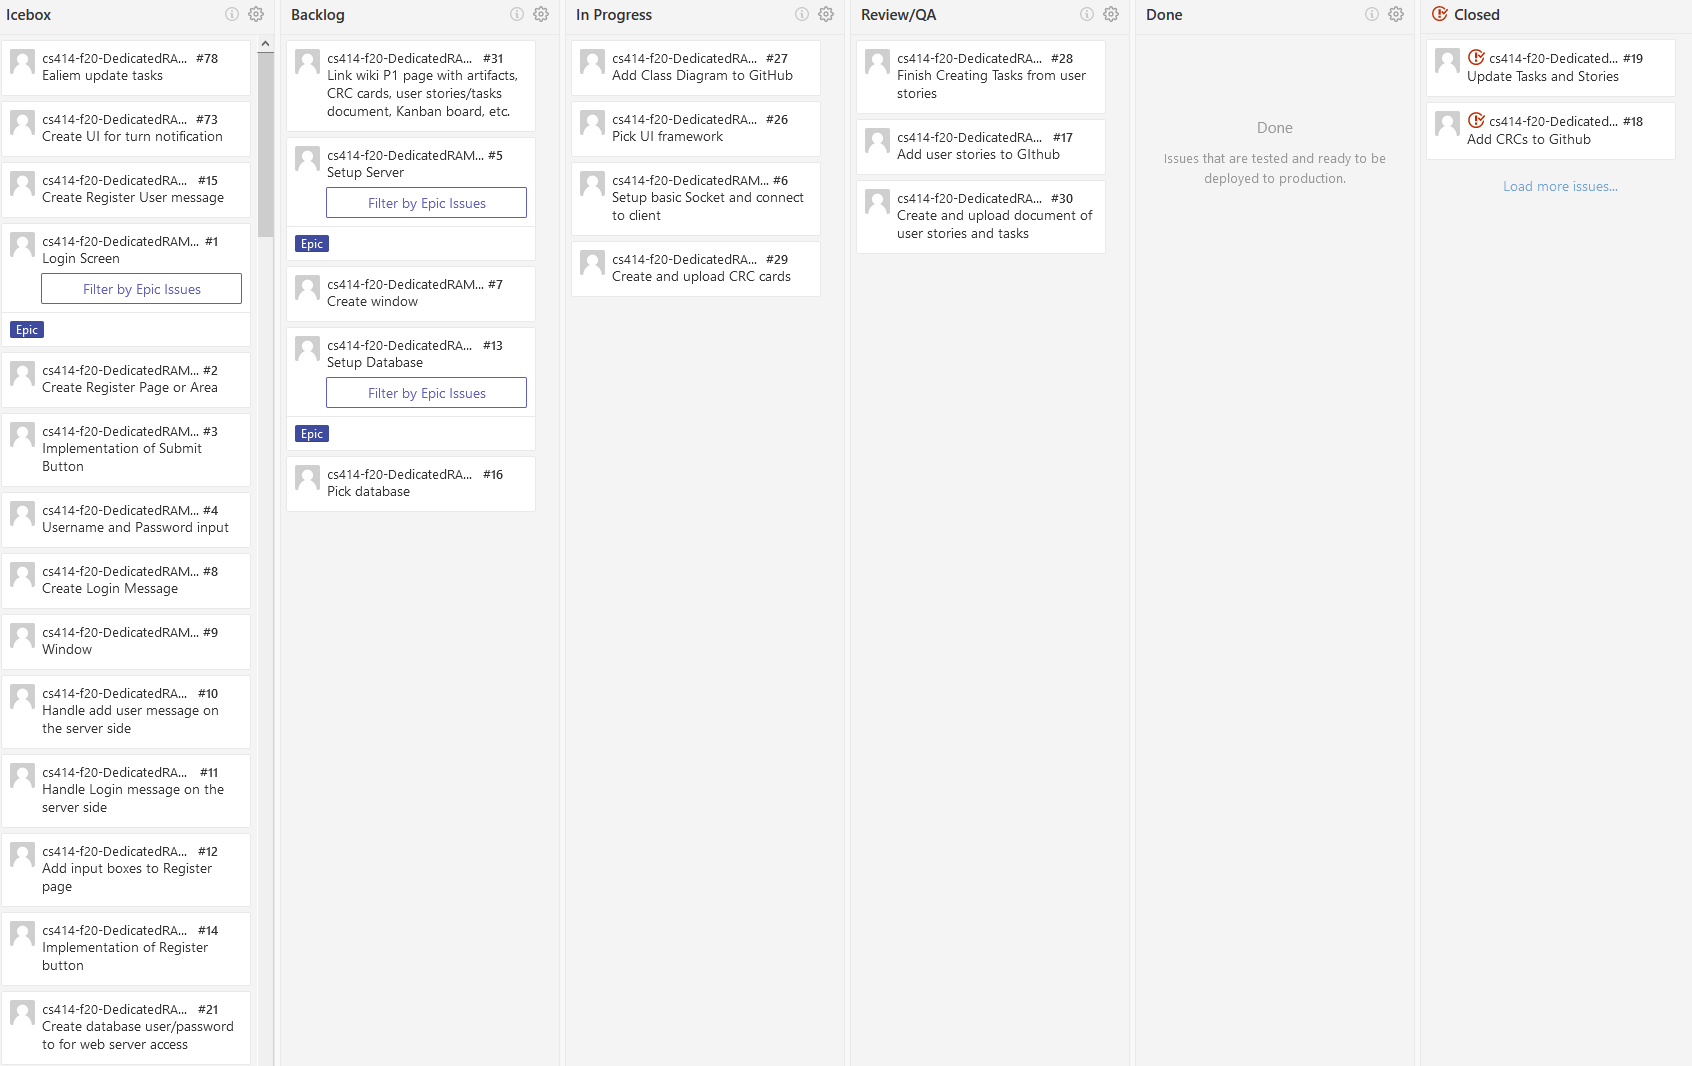 Icebox
cs414-f20-DedicatedRA... #78
Ealiem update tasks
cs414-f20-DedicatedRA... #73
Create UI for turn notification
cs414-f20-DedicatedRA... #15
Create Register User message
cs414-f20-DedicatedRAM... #1
Login Screen
Filter by Epic Issues
Epic
cs414-f20-DedicatedRAM... #2
Create Register Page or Area
cs414-f20-DedicatedRAM... #3
Implementation of Submit
Button
cs414-f20-DedicatedRAM... #4
Username and Password input
cs414-f20-DedicatedRAM... #8
Create Login Message
cs414-f20-DedicatedRAM... #9
Window
cs414-f20-DedicatedRA... #10
Handle add user message on
the server side
cs414-f20-DedicatedRA... #11
Handle Login message on the
server side
cs414-f20-DedicatedRA... #12
Add input boxes to Register
page
cs414-f20-DedicatedRA... #14
Implementation of Register
button
cs414-f20-DedicatedRA... #21
Create database user/password
to for web server access
Backlog
cs414-f20-DedicatedRA... #31
Link wiki P1 page with artifacts,
CRC cards, user stories/tasks
document, Kanban board, etc.
cs414-f20-DedicatedRAM... #5
Setup Server
Filter by Epic Issues
Epic
cs414-f20-DedicatedRAM... #7
Create window
cs414-f20-DedicatedRA... #13
Setup Database
Filter by Epic Issues
Epic
cs414-f20-DedicatedRA... #16
Pick database
In Progress
cs414-f20-DedicatedRA... #27
Add Class Diagram to GitHub
cs414-f20-DedicatedRA... #26
Pick UI framework
cs414-f20-DedicatedRAM... #6
Setup basic Socket and connect
to client
cs414-f20-DedicatedRA... #29
Create and upload CRC cards
Review/QA
cs414-f20-DedicatedRA... #28
Finish Creating Tasks from user
stories
cs414-f20-DedicatedRA... #17
Add user stories to GIthub
cs414-f20-DedicatedRA... #30
Create and upload document of
user stories and tasks
Done
Done
Issues that are tested and ready to be
deployed to production.
Closed
cs414-f20-Dedicated... #19
Update Tasks and Stories
cs414-f20-Dedicated... #18
Add CRCs to Github
Load more issues...